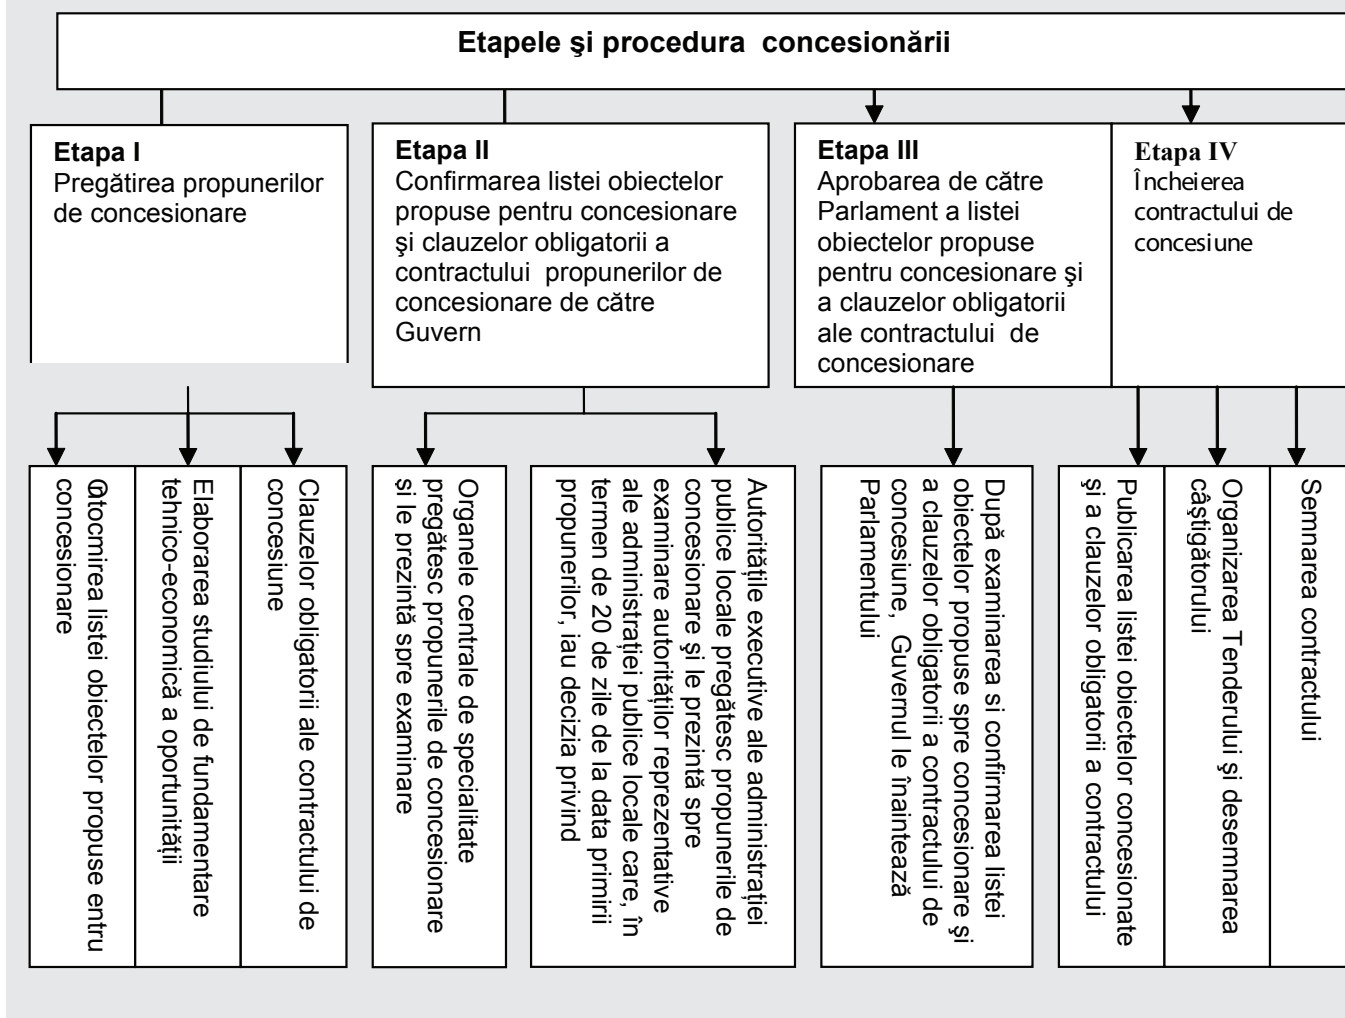 Etapele şi procedura concesionării
Etapa I
Pregătirea propunerilor
de concesionare
Etapa II
Confirmarea listei obiectelor
propuse pentru concesionare
şi clauzelor obligatorii a
contractului propunerilor de
concesionare de către
Guvern
Etapa III
Aprobarea de către
Parlament a listei
obiectelor propuse
pentru concesionare şi
a clauzelor obligatorii
ale contractului de
concesionare
Etapa IV
Încheierea
contractului de
concesiune
listei obiectelor propuse entru
concesionare
Elaborarea studiului de fundamentare
tehnico-economică a oportunităţii
Clauzelor obligatorii ale contractului de
concesiune
Organele centrale de specialitate
pregătesc propunerile de concesionare
şi le prezintă spre examinare
Autorităţile executive ale administraţiei
publice locale pregătesc propunerile de
concesionare şi le prezintă spre
examinare autorităţilor reprezentative
ale administraţiei publice locale care, în
termen de 20 de zile de la data primirii
propunerilor, iau decizia privind
După examinarea si confirmarea listei
obiectelor propuse spre concesionare şi
a clauzelor obligatorii a contractului de
concesiune, Guvernul le înaintează
Parlamentului
Publicarea listei obiectelor concesionate
şi a clauzelor obligatorii a contractului
Organizarea Tenderului şi desemnarea
câştigătorului
Semnarea contractului